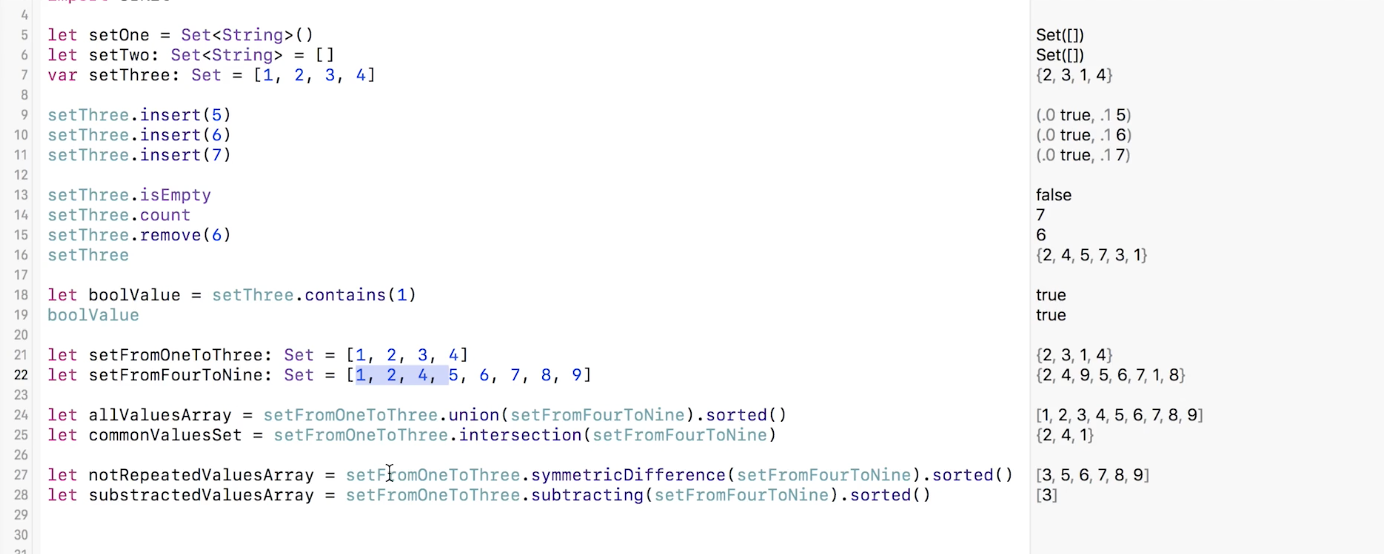 4
5 let setOne = Set<String>() Set([])
6 let setTwo: Set<String> = [] Set([])
7 var setThree: Set = [1, 2, 3, 4] {2, 3, 1, 4}
8
9 setThree.insert(5) (.0 true, .1 5)
10 setThree.insert(6) (.0 true, .1 6)
11 setThree.insert(7) (.0 true, .1 7)
12
13 setThree.isEmpty false
14 setThree.count 7
15 setThree.remove(6) 6
16 setThree {2, 4, 5, 7, 3, 1}
17
18 let boolValue = setThree.contains(1) true
19 boolValue true
20
21 let setFromOneToThree: Set = [1, 2, 3, 4] {2, 3, 1, 4}
22 let setFromFourToNine: Set = [1, 2, 4, 5, 6, 7, 8, 9] {2, 4, 9, 5, 6, 7, 1, 8}
23
24 let allValuesArray = setFromOneToThree.union(setFromFourToNine).sorted() [1, 2, 3, 4, 5, 6, 7, 8, 9]
25 let commonValuesSet = setFromOneToThree.intersection(setFromFourToNine) {2, 4, 1}
26
27 let notRepeatedValuesArray = setFromOneToThree.symmetricDifference(setFromFourToNine).sorted() [3, 5, 6, 7, 8, 9]
28 let substractedValuesArray = setFromOneToThree.subtracting(setFromFourToNine).sorted() [3]
29
30